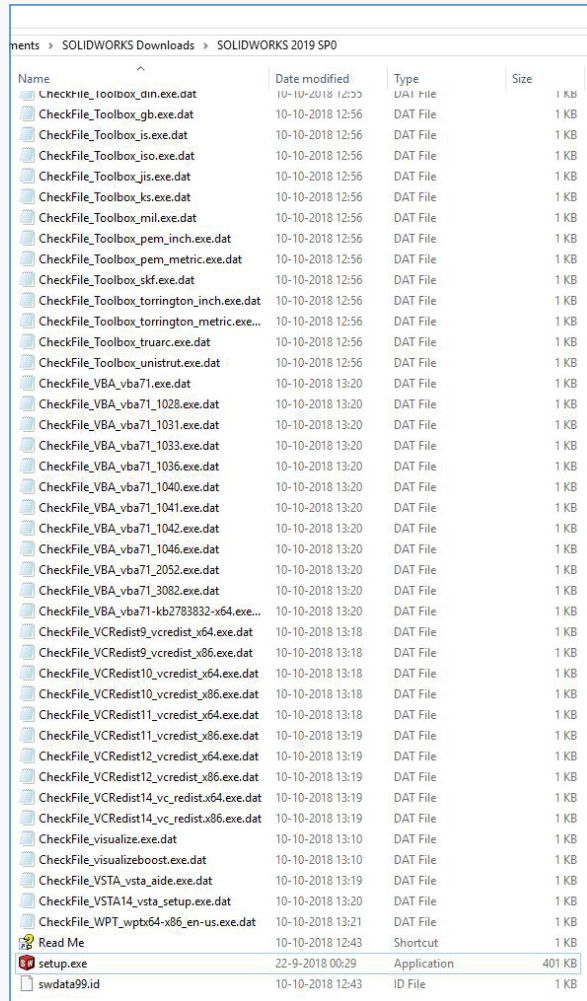 ments > SOLIDWORKS Downloads > SOLIDWORKS 2019 SP0
Name Date modified Type Size
CheckFile_Toolbox_din.exe.dat 10-10-2018 12:55 DAT File 1 KB
CheckFile_Toolbox_gb.exe.dat 10-10-2018 12:56 DAT File 1 KB
CheckFile_Toolbox_is.exe.dat 10-10-2018 12:56 DAT File 1 KB
CheckFile_Toolbox_iso.exe.dat 10-10-2018 12:56 DAT File 1 KB
CheckFile_Toolbox_jis.exe.dat 10-10-2018 12:56 DAT File 1 KB
CheckFile_Toolbox_ks.exe.dat 10-10-2018 12:56 DAT File 1 KB
CheckFile_Toolbox_mil.exe.dat 10-10-2018 12:56 DAT File 1 KB
CheckFile_Toolbox_pem_inch.exe.dat 10-10-2018 12:56 DAT File 1 KB
CheckFile_Toolbox_pem_metric.exe.dat 10-10-2018 12:56 DAT File 1 KB
CheckFile_Toolbox_skf.exe.dat 10-10-2018 12:56 DAT File 1 KB
CheckFile_Toolbox_torrington_inch.exe.dat 10-10-2018 12:56 DAT File 1 KB
CheckFile_Toolbox_torrington_metric.exe... 10-10-2018 12:56 DAT File 1 KB
CheckFile_Toolbox_truarc.exe.dat 10-10-2018 12:56 DAT File 1 KB
CheckFile_Toolbox_unistrut.exe.dat 10-10-2018 12:56 DAT File 1 KB
CheckFile_VBA_vba71.exe.dat 10-10-2018 13:20 DAT File 1 KB
CheckFile_VBA_vba71_1028.exe.dat 10-10-2018 13:20 DAT File 1 KB
CheckFile_VBA_vba71_1031.exe.dat 10-10-2018 13:20 DAT File 1 KB
CheckFile_VBA_vba71_1033.exe.dat 10-10-2018 13:20 DAT File 1 KB
CheckFile_VBA_vba71_1036.exe.dat 10-10-2018 13:20 DAT File 1 KB
CheckFile_VBA_vba71_1040.exe.dat 10-10-2018 13:20 DAT File 1 KB
CheckFile_VBA_vba71_1041.exe.dat 10-10-2018 13:20 DAT File 1 KB
CheckFile_VBA_vba71_1042.exe.dat 10-10-2018 13:20 DAT File 1 KB
CheckFile_VBA_vba71_1046.exe.dat 10-10-2018 13:20 DAT File 1 KB
CheckFile_VBA_vba71_2052.exe.dat 10-10-2018 13:20 DAT File 1 KB
CheckFile_VBA_vba71_3082.exe.dat 10-10-2018 13:20 DAT File 1 KB
CheckFile_VBA_vba71-kb2783832-x64.exe... 10-10-2018 13:20 DAT File 1 KB
CheckFile_VCRedist9_vcredist_x64.exe.dat 10-10-2018 13:18 DAT File 1 KB
CheckFile_VCRedist9_vcredist_x86.exe.dat 10-10-2018 13:18 DAT File 1 KB
CheckFile_VCRedist10_vcredist_x64.exe.dat 10-10-2018 13:18 DAT File 1 KB
CheckFile_VCRedist10_vcredist_x86.exe.dat 10-10-2018 13:18 DAT File 1 KB
CheckFile_VCRedist11_vcredist_x64.exe.dat 10-10-2018 13:18 DAT File 1 KB
CheckFile_VCRedist11_vcredist_x86.exe.dat 10-10-2018 13:19 DAT File 1 KB
CheckFile_VCRedist12_vcredist_x64.exe.dat 10-10-2018 13:19 DAT File 1 KB
CheckFile_VCRedist12_vcredist_x86.exe.dat 10-10-2018 13:19 DAT File 1 KB
CheckFile_VCRedist14_vc_redist.x64.exe.dat 10-10-2018 13:19 DAT File 1 KB
CheckFile_VCRedist14_vc_redist.x86.exe.dat 10-10-2018 13:19 DAT File 1 KB
CheckFile_visualize.exe.dat 10-10-2018 13:10 DAT File 1 KB
CheckFile_visualizeboost.exe.dat 10-10-2018 13:10 DAT File 1 KB
CheckFile_VSTA_vsta_aide.exe.dat 10-10-2018 13:19 DAT File 1 KB
CheckFile_VSTA14_vsta_setup.exe.dat 10-10-2018 13:20 DAT File 1 KB
CheckFile_WPT_wptx64-x86_en-us.exe.dat 10-10-2018 13:21 DAT File 1 KB
Read Me 10-10-2018 12:43 Shortcut 1 KB
setup.exe 22-9-2018 00:29 Application 401 KB
swdata99.id 10-10-2018 12:43 ID File 1 KB